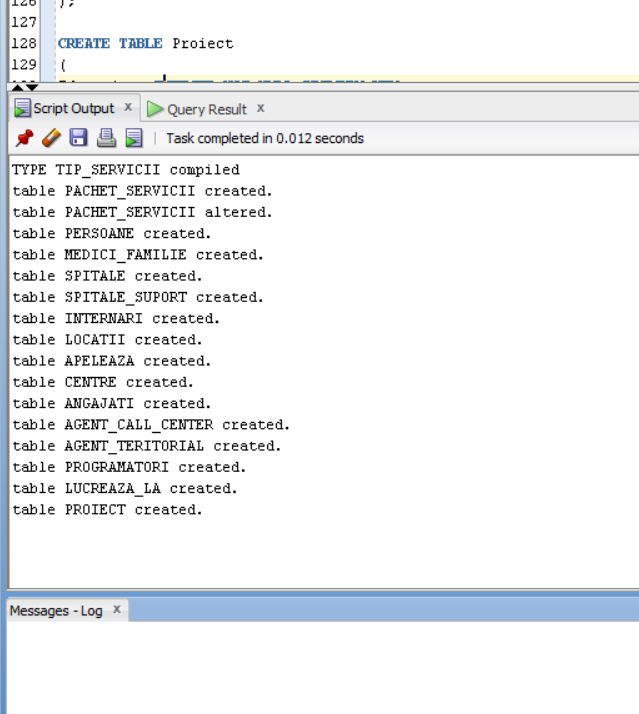 126 );
127
128 CREATE TABLE Proiect
129 (
Script Output x Query Result x
Task completed in 0.012 seconds
TYPE TIP_SERVICII compiled
table PACHET_SERVICII created.
table PACHET_SERVICII altered.
table PERSOANE created.
table MEDICI_FAMILIE created.
table SPITALE created.
table SPITALE_SUPORT created.
table INTERNARI created.
table LOCATII created.
table APELEAZA created.
table CENTRE created.
table ANGAJATI created.
table AGENT_CALL_CENTER created.
table AGENT_TERITORIAL created.
table PROGRAMATORI created.
table LUCREAZA_LA created.
table PROIECT created.
Messages - Log x